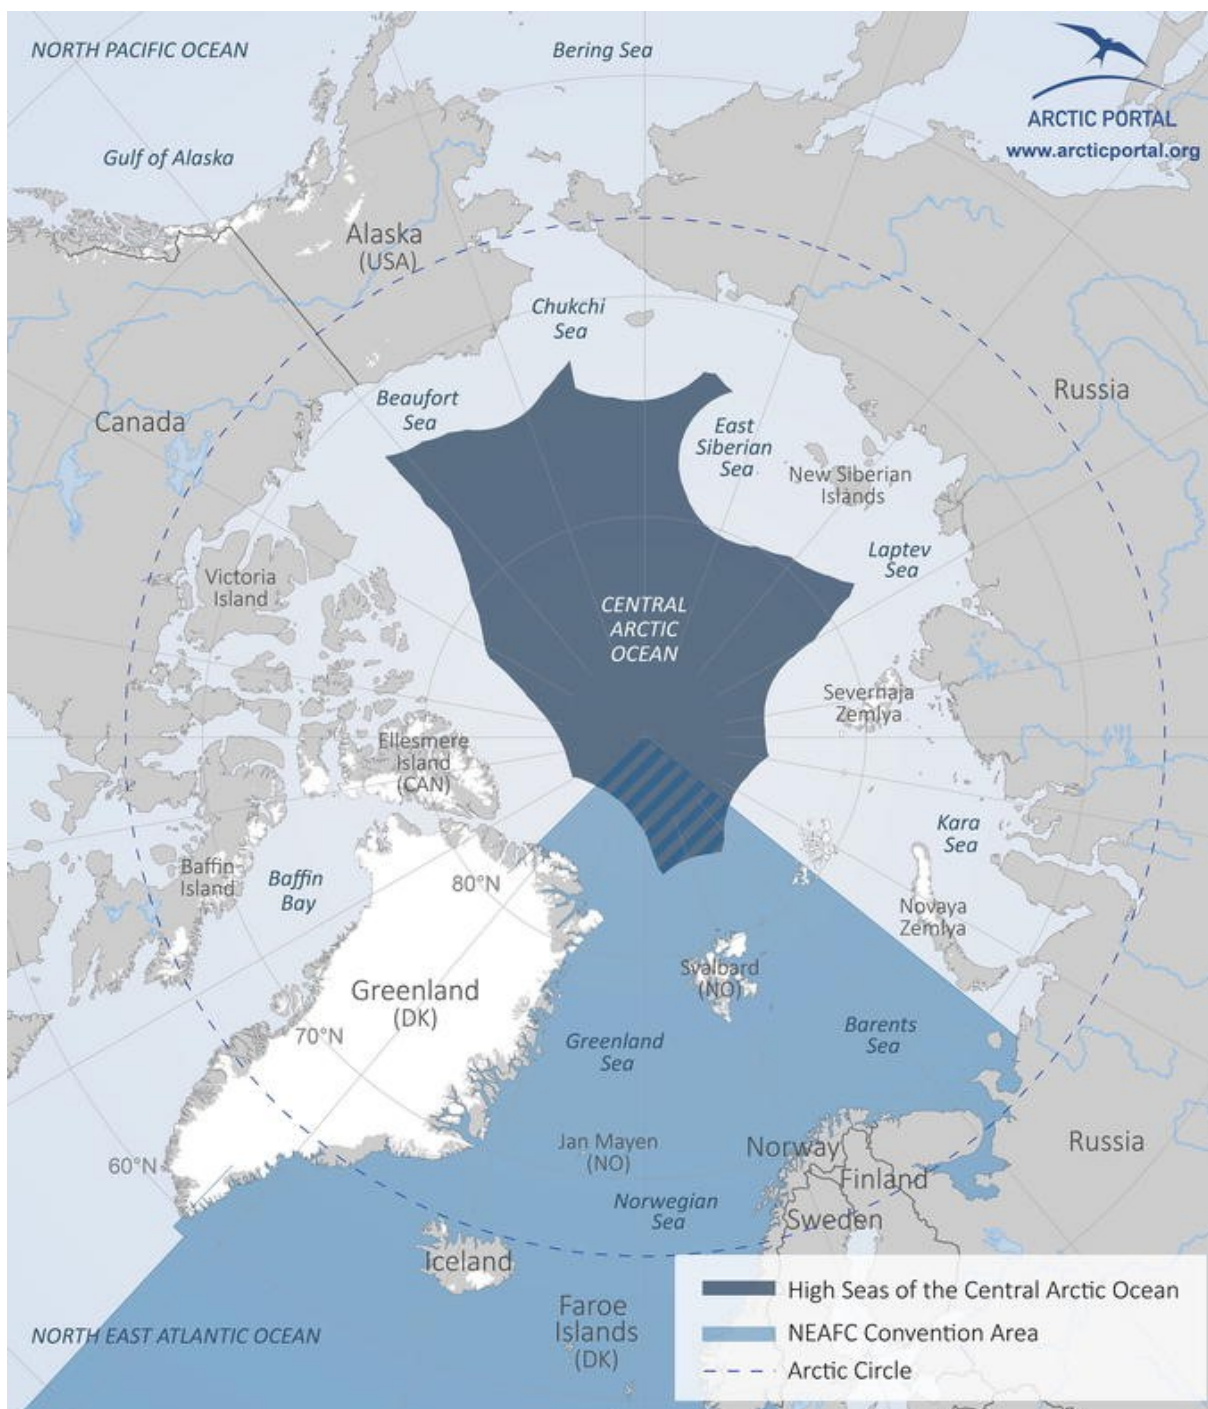 NORTH PACIFIC OCEAN
Bering Sea
ARCTIC PORTAL
www.arcticportal.org
Gulf of Alaska
Alaska
(USA)
Chukchi
Sea
Beaufort
Sea
Canada
Russia
East
Siberian
Sea
New Siberian
Islands
Laptev
Sea
Victoria
Island
CENTRAL
ARCTIC
OCEAN
Severnaja
Zemlya
Ellesmere
Island
(CAN)
Kara
Sea
Baffin
Island
Baffin
Bay
80°N
Novaya
Zemlya
Svalbard
(NO)
Greenland
(DK)
70°N
Greenland
Sea
Barents
Sea
Jan Mayen
(NO)
Norway
Russia
60°N
Finland
Norwegian
Sea
Sweden
Iceland
Faroe
Islands
(DK)
NORTH EAST ATLANTIC OCEAN
High Seas of the Central Arctic Ocean
NEAFC Convention Area
Arctic Circle